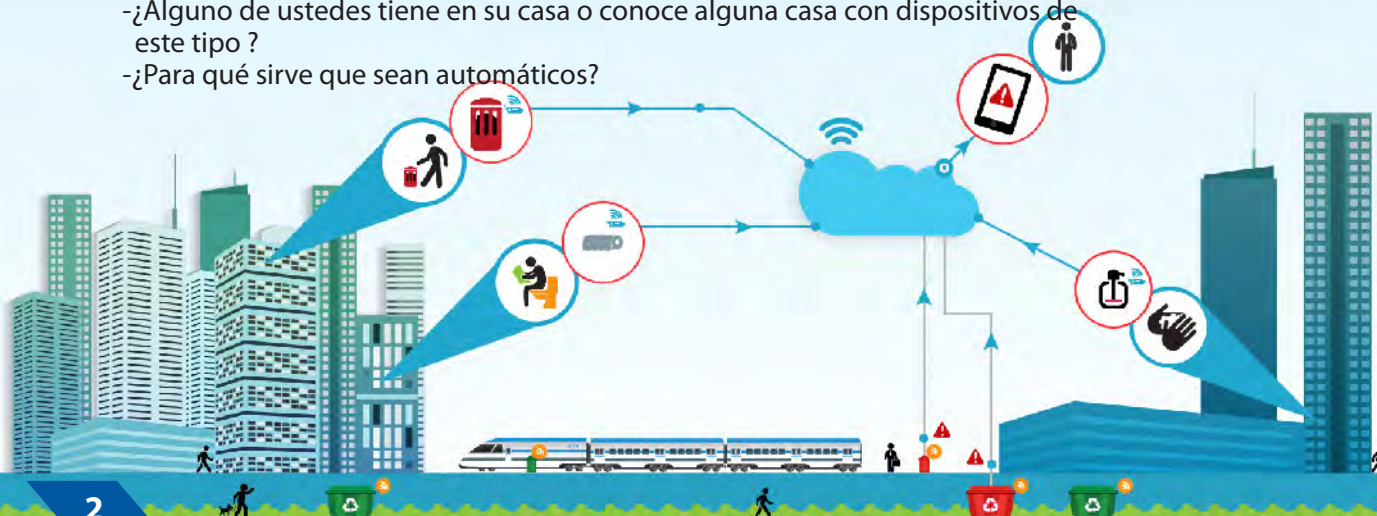 -¿Alguno de ustedes tiene en su casa o conoce alguna casa con dispositivos de
este tipo ?
-¿Para qué sirve que sean automáticos?
2